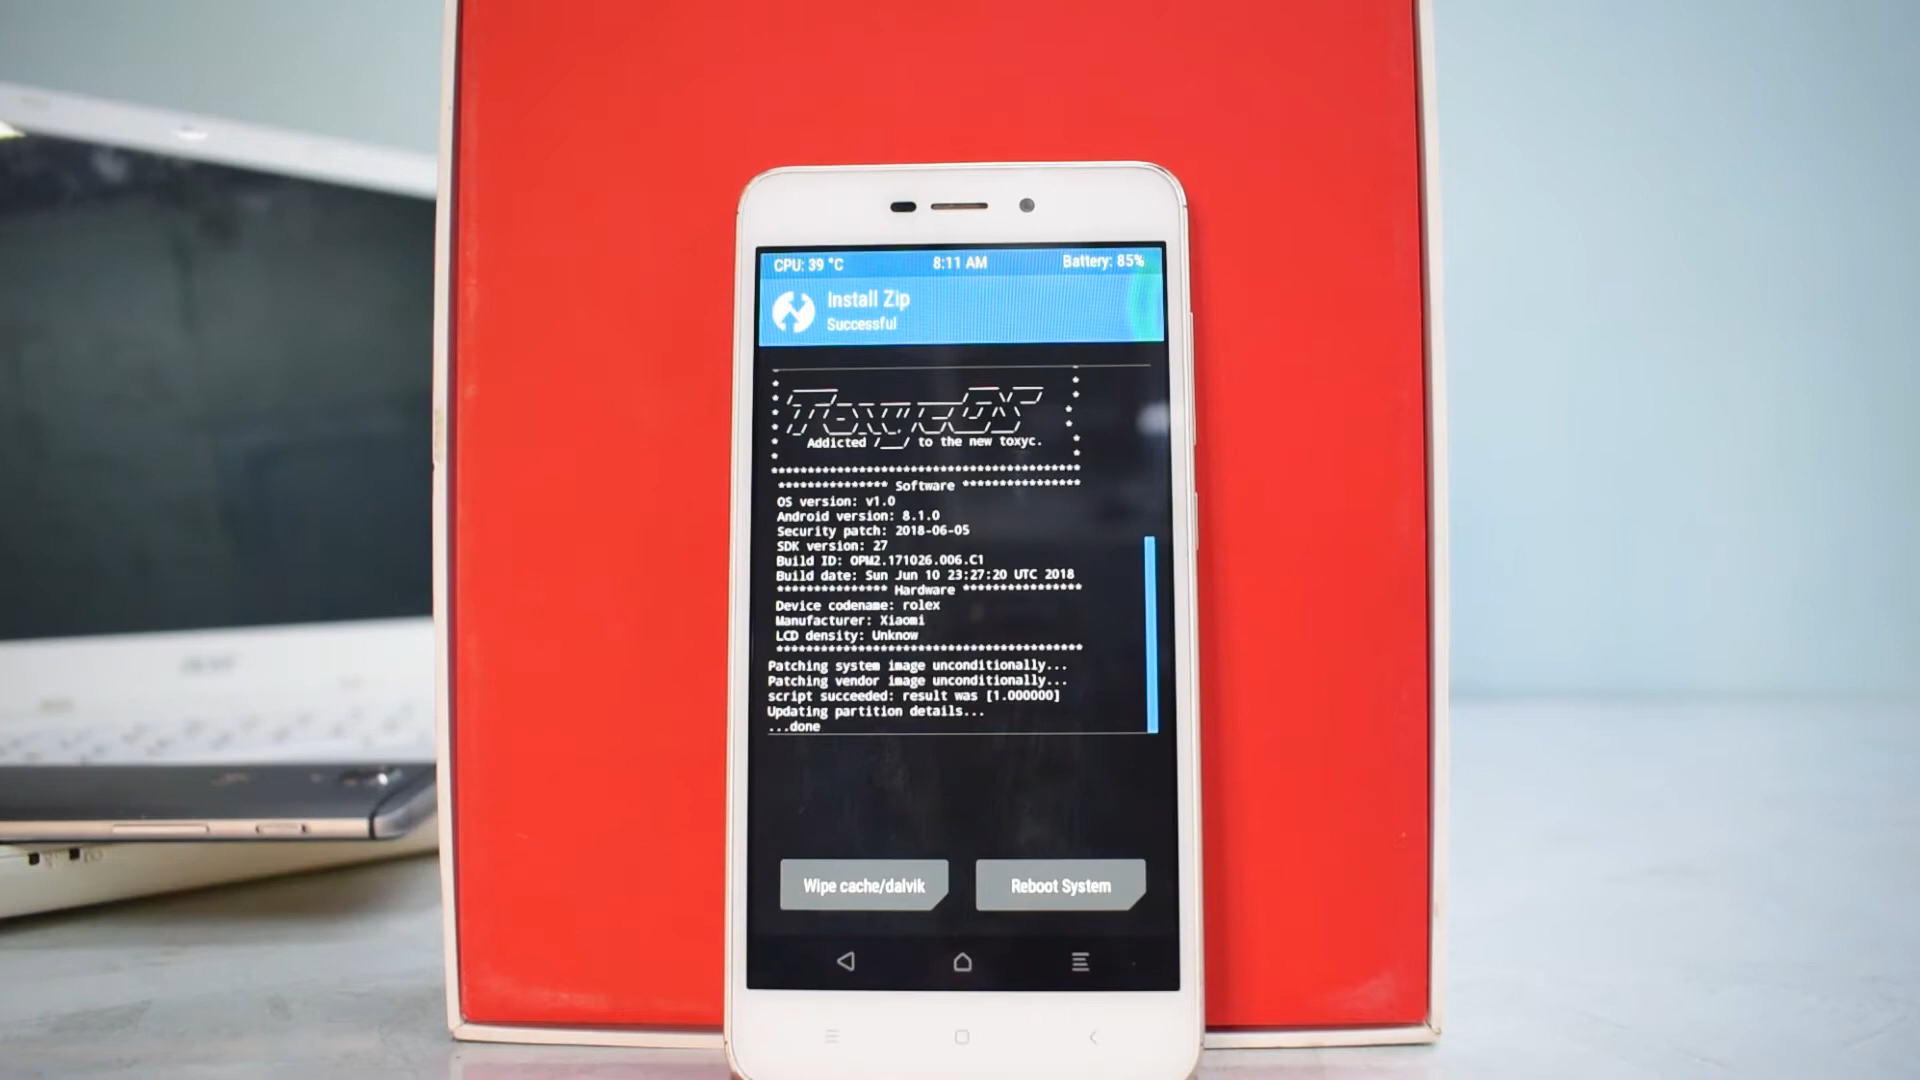 CPU: 39 °C 8:11 AM Battery: 85%
Install Zip
Successful
ToxycOS
Addicted to the new toxyc.
****************************************
*************** Software ****************
OS version: v1.0
Android version: 8.1.0
Security patch: 2018-06-05
SDK version: 27
Build ID: OPM2.171026.006.C1
Build date: Sun Jun 10 23:27:20 UTC 2018
*************** Hardware ****************
Device codename: rolex
Manufacturer: Xiaomi
LCD density: Unknow
*****************************************
Patching system image unconditionally...
Patching vendor image unconditionally...
script succeeded: result was [1.000000]
Updating partition details...
...done
Wipe cache/dalvik Reboot System